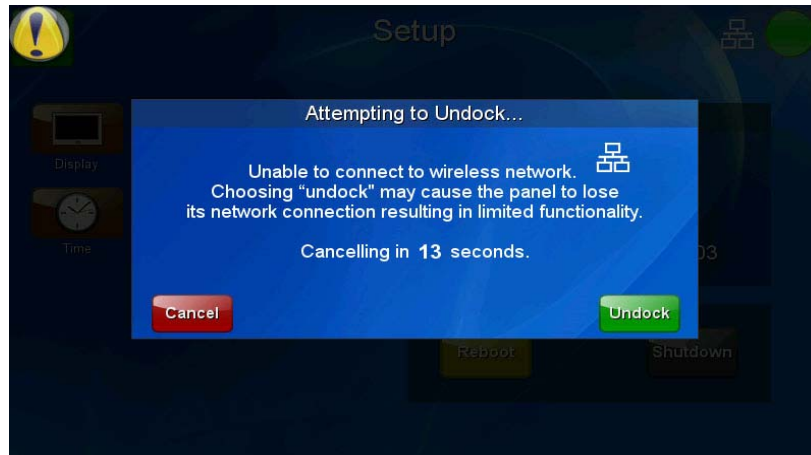 Setup
Attempting to Undock...
Display
Unable to connect to wireless network.
Choosing “undock" may cause the panel to lose
its network connection resulting in limited functionality.
Time
Cancelling in 13 seconds.
03
Cancel
Undock
Reboot
Shutdown